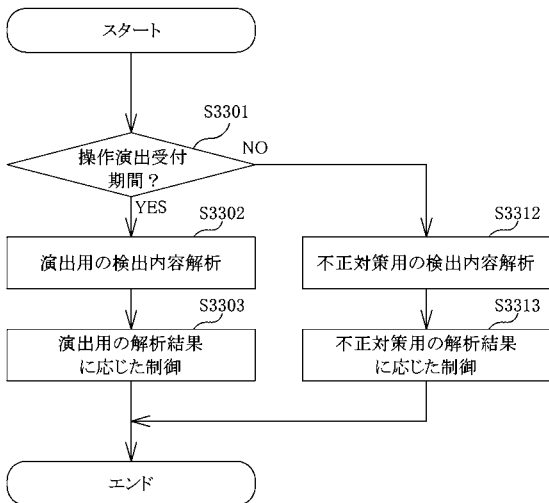 スタート
S3301
操作演出受付
期間？
NO
YES
S3302
演出用の検出内容解析
S3312
不正対策用の検出内容解析
S3303
演出用の解析結果
に応じた制御
S3313
不正対策用の解析結果
に応じた制御
エンド